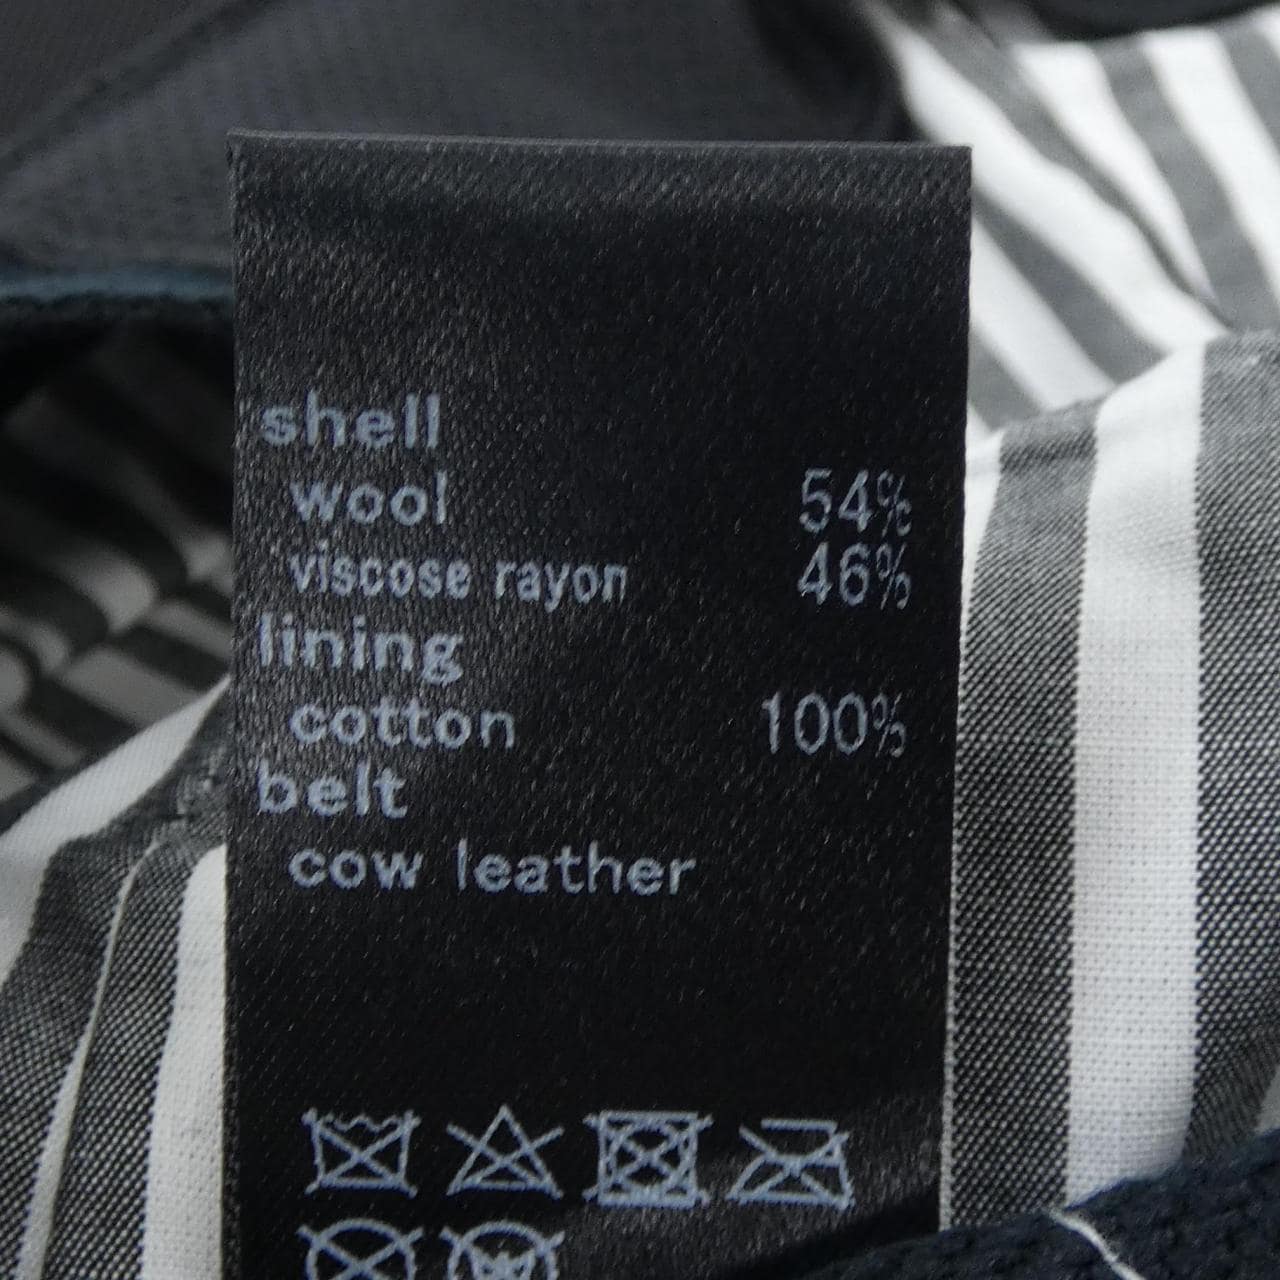 shell
wool 54%
viscose rayon 46%
lining
cotton 100%
belt
cow leather